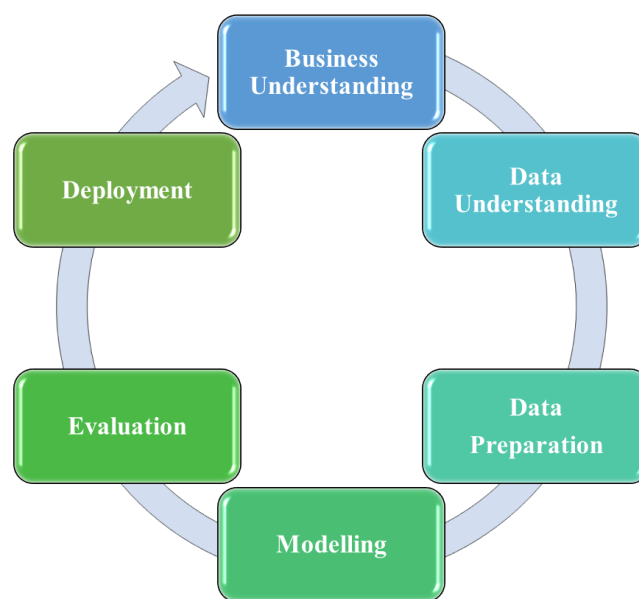 Business
Understanding
Data
Understanding
Data
Preparation
Modelling
Evaluation
Deployment